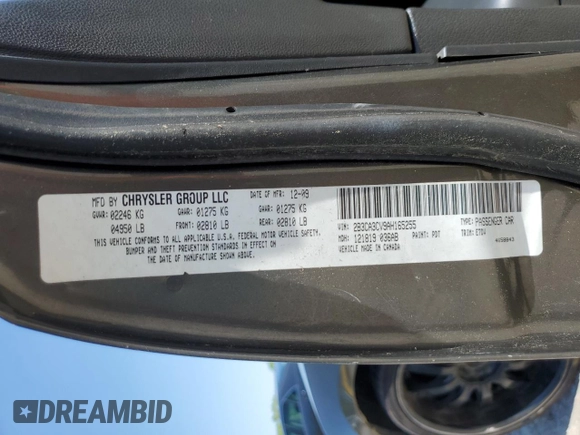 MFD BY CHRYSLER GROUP LLC DATE OF MFR: 12-09
GVWR: 02246 KG GAWR: 01275 KG GAWR: 01275 KG
04950 LB FRONT: 02810 LB REAR: 02810 LB
THIS VEHICLE CONFORMS TO ALL APPLICABLE U.S.A. FEDERAL MOTOR VEHICLE SAFETY,
BUMPER AND THEFT PREVENTION STANDARDS IN EFFECT ON
THE DATE OF MANUFACTURE SHOWN ABOVE.
VIN: 2B3CA3CV9AH165255 TYPE: PASSENGER CAR
MDH: 121819 036AB PAINT: PDT TRIM:
VEHICLE MADE IN CANADA
DREAMBID